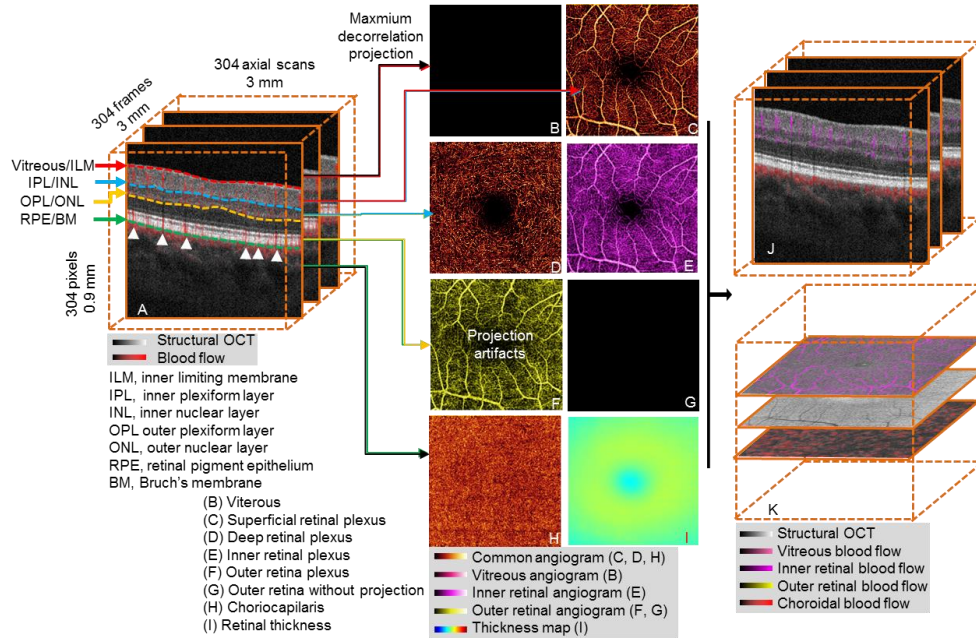 Maxmium
decorrelation
projection
304 axial scans
3 mm
304 frames
3 mm
Vitreous/ILM
IPL/INL
OPL/ONL
RPE/BM
304 pixels
0.9 mm
A
B
C
D
E
Projection
artifacts
F
G
H
I
J
K
Structural OCT
Blood flow
ILM, inner limiting membrane
IPL, inner plexiform layer
INL, inner nuclear layer
OPL outer plexiform layer
ONL, outer nuclear layer
RPE, retinal pigment epithelium
BM, Bruch's membrane
(B) Viterous
(C) Superficial retinal plexus
(D) Deep retinal plexus
(E) Inner retinal plexus
(F) Outer retina plexus
(G) Outer retina without projection
(H) Choriocapilaris
(I) Retinal thickness
Common angiogram (C, D, H)
Vitreous angiogram (B)
Inner retinal angiogram (E)
Outer retinal angiogram (F, G)
Thickness map (I)
Structural OCT
Vitreous blood flow
Inner retinal blood flow
Outer retinal blood flow
Choroidal blood flow